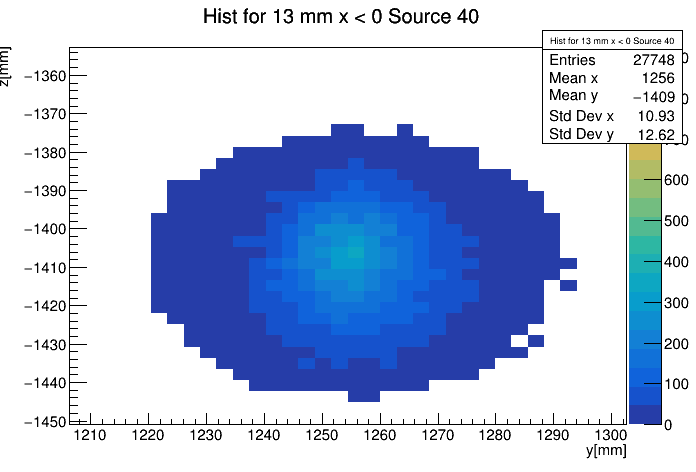 Hist for 13 mm x < 0 Source 40
z[mm]
Hist for 13 mm x < 0 Source 40
Entries 27748
Mean x 1256
Mean y −1409
Std Dev x 10.93
Std Dev y 12.62
−1360
−1370
−1380
−1390
−1400
−1410
−1420
−1430
−1440
−1450
1210 1220 1230 1240 1250 1260 1270 1280 1290 1300
y[mm]
600
500
400
300
200
100
0